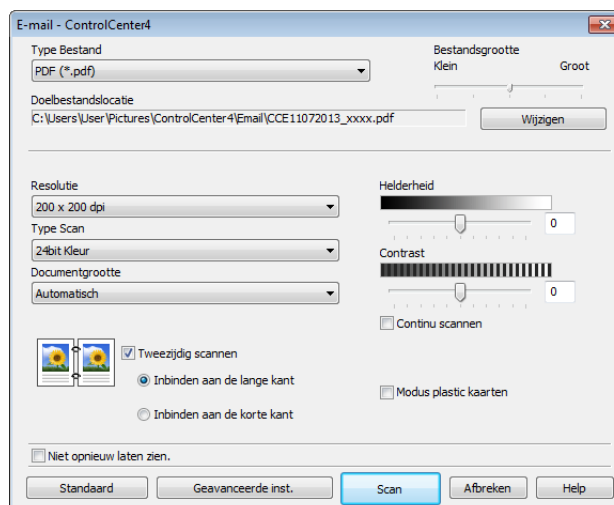 E-mail - ControlCenter4
Type Bestand
PDF (*.pdf)
Bestandsgrootte
Klein Groot
Doelbestandslocatie
C:\Users\User\Pictures\ControlCenter4\Email\CCE11072013_xxxx.pdf
Wijzigen
Resolutie
200 x 200 dpi
Type Scan
24bit Kleur
Documentgrootte
Automatisch
Helderheid
0
Contrast
0
Continu scannen
Tweezijdig scannen
Inbinden aan de lange kant
Inbinden aan de korte kant
Modus plastic kaarten
Niet opnieuw laten zien.
Standaard Geavanceerde inst. Scan Afbreken Help